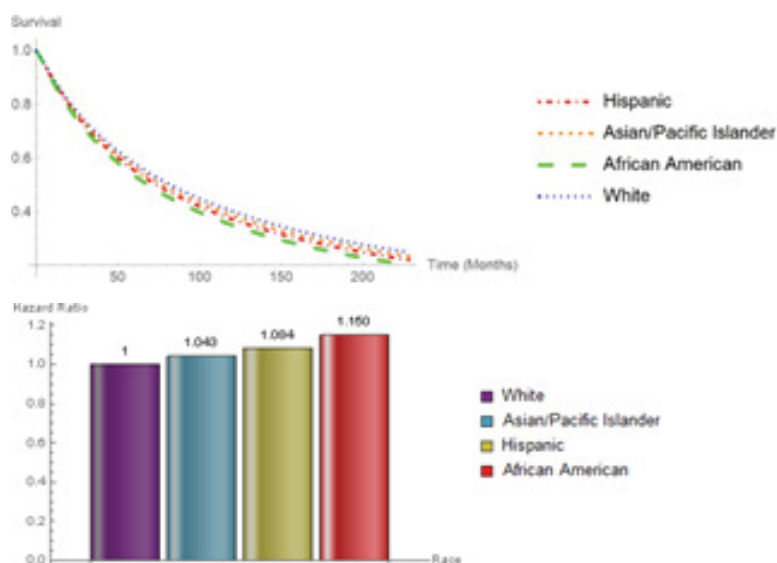 Survival
1.0
0.8
0.6
0.4
50 100 150 200
Time (Months)
Hispanic
Asian/Pacific Islander
African American
White
Hazard Ratio
1.2
1.0
0.8
0.6
0.4
0.2
0.0
1
1.043
1.084
1.150
Race
White
Asian/Pacific Islander
Hispanic
African American